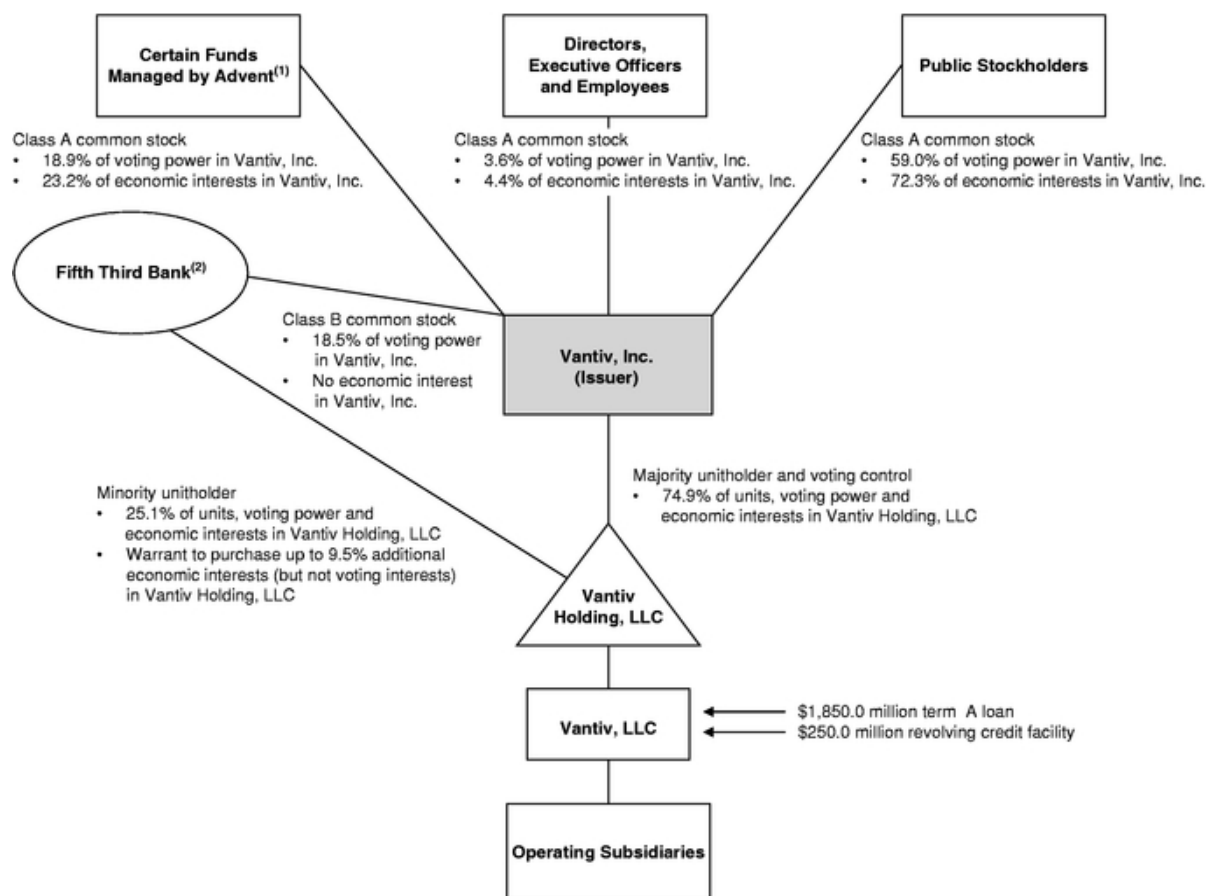 Certain Funds
Managed by Advent(1)
Directors,
Executive Officers
and Employees
Public Stockholders
Class A common stock
• 18.9% of voting power in Vantiv, Inc.
• 23.2% of economic interests in Vantiv, Inc.
Class A common stock
• 3.6% of voting power in Vantiv, Inc.
• 4.4% of economic interests in Vantiv, Inc.
Class A common stock
• 59.0% of voting power in Vantiv, Inc.
• 72.3% of economic interests in Vantiv, Inc.
Fifth Third Bank(2)
Class B common stock
• 18.5% of voting power
in Vantiv, Inc.
• No economic interest
in Vantiv, Inc.
Vantiv, Inc.
(Issuer)
Minority unitholder
• 25.1% of units, voting power and
economic interests in Vantiv Holding, LLC
• Warrant to purchase up to 9.5% additional
economic interests (but not voting interests)
in Vantiv Holding, LLC
Majority unitholder and voting control
• 74.9% of units, voting power and
economic interests in Vantiv Holding, LLC
Vantiv
Holding, LLC
Vantiv, LLC
$1,850.0 million term A loan
$250.0 million revolving credit facility
Operating Subsidiaries